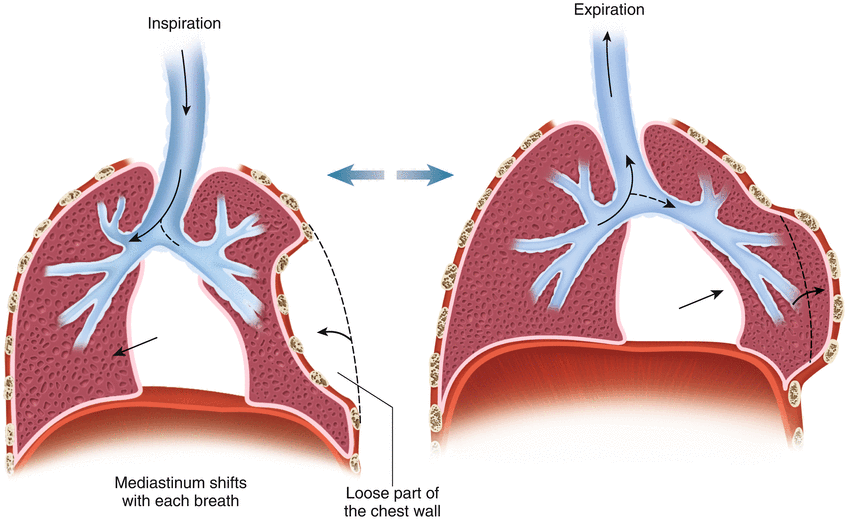 Inspiration
Expiration
Mediastinum shifts
with each breath
Loose part of
the chest wall